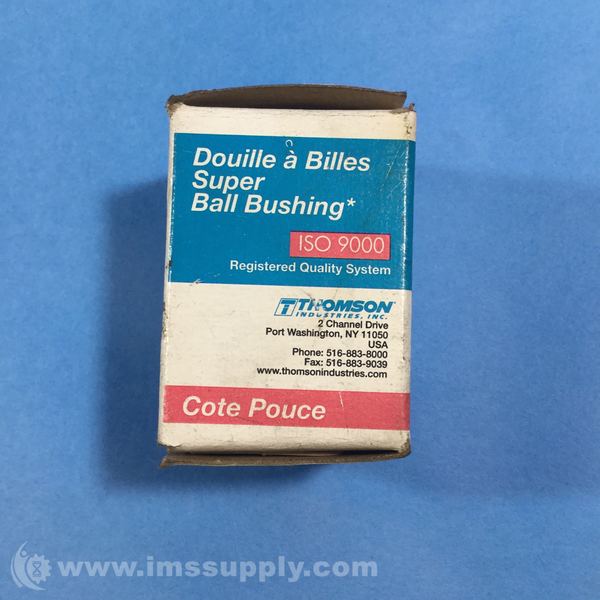 Douille à Billes
Super
Ball Bushing*
ISO 9000
Registered Quality System
THOMSON
INDUSTRIES, INC.
2 Channel Drive
Port Washington, NY 11050
USA
Phone: 516-883-8000
Fax: 516-883-9039
www.thomsonindustries.com
Cote Pouce
www.imssupply.com